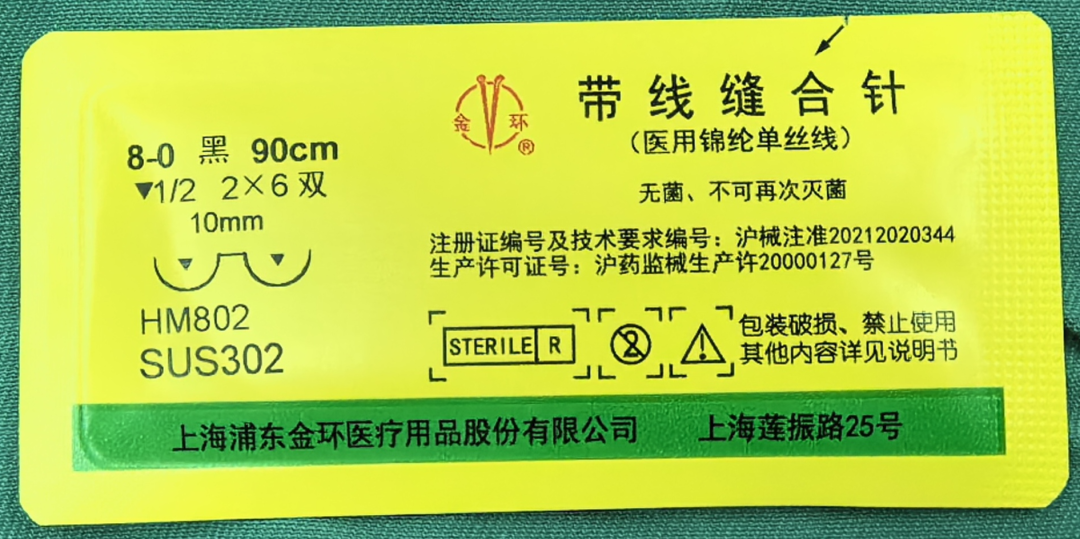 金 环 ®
带线缝合针
(医用锦纶单丝线)
无菌、不可再次灭菌
8-0 黑 90cm
▼1/2 2×6双
10mm
HM802
SUS302
注册证编号及技术要求编号：沪械注准20212020344
生产许可证号：沪药监械生产许20000127号
STERILE R
2
包装破损、禁止使用
其他内容详见说明书
上海浦东金环医疗用品股份有限公司 上海莲振路25号